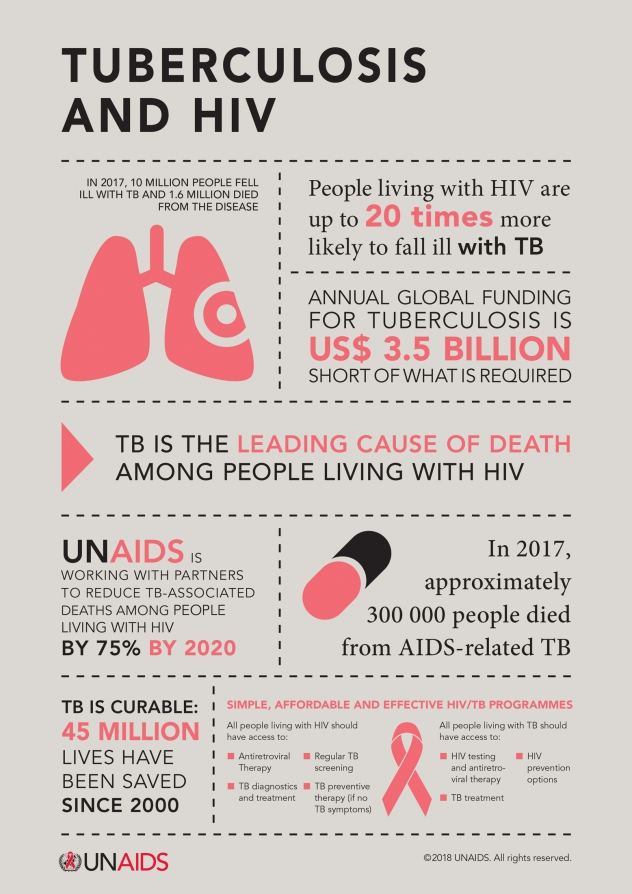 TUBERCULOSIS
AND HIV
IN 2017, 10 MILLION PEOPLE FELL
ILL WITH TB AND 1.6 MILLION DIED
FROM THE DISEASE
People living with HIV are
up to 20 times more
likely to fall ill with TB
ANNUAL GLOBAL FUNDING
FOR TUBERCULOSIS IS
US$ 3.5 BILLION
SHORT OF WHAT IS REQUIRED
TB IS THE LEADING CAUSE OF DEATH
AMONG PEOPLE LIVING WITH HIV
UNAIDS IS
WORKING WITH PARTNERS
TO REDUCE TB-ASSOCIATED
DEATHS AMONG PEOPLE
LIVING WITH HIV
BY 75% BY 2020
In 2017,
approximately
300 000 people died
from AIDS-related TB
TB IS CURABLE:
45 MILLION
LIVES HAVE
BEEN SAVED
SINCE 2000
SIMPLE, AFFORDABLE AND EFFECTIVE HIV/TB PROGRAMMES
All people living with HIV should
have access to:
Antiretroviral
Therapy
TB diagnostics
and treatment
Regular TB
screening
TB preventive
therapy (if no
TB symptoms)
All people living with TB should
have access to:
HIV testing
and antiretro-
viral therapy
TB treatment
HIV
prevention
options
UNAIDS
©2018 UNAIDS. All rights reserved.